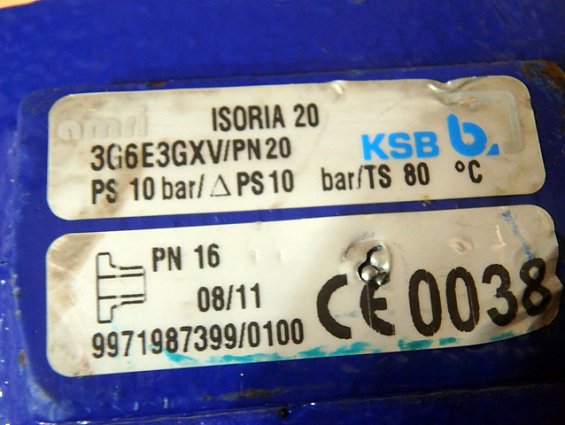 amri ISORIA 20
3G6E3GXV/PN20 KSB b.
PS 10 bar/ △ PS10 bar/TS 80 °C
PN 16
08/11
9971987399/0100
CE 0038